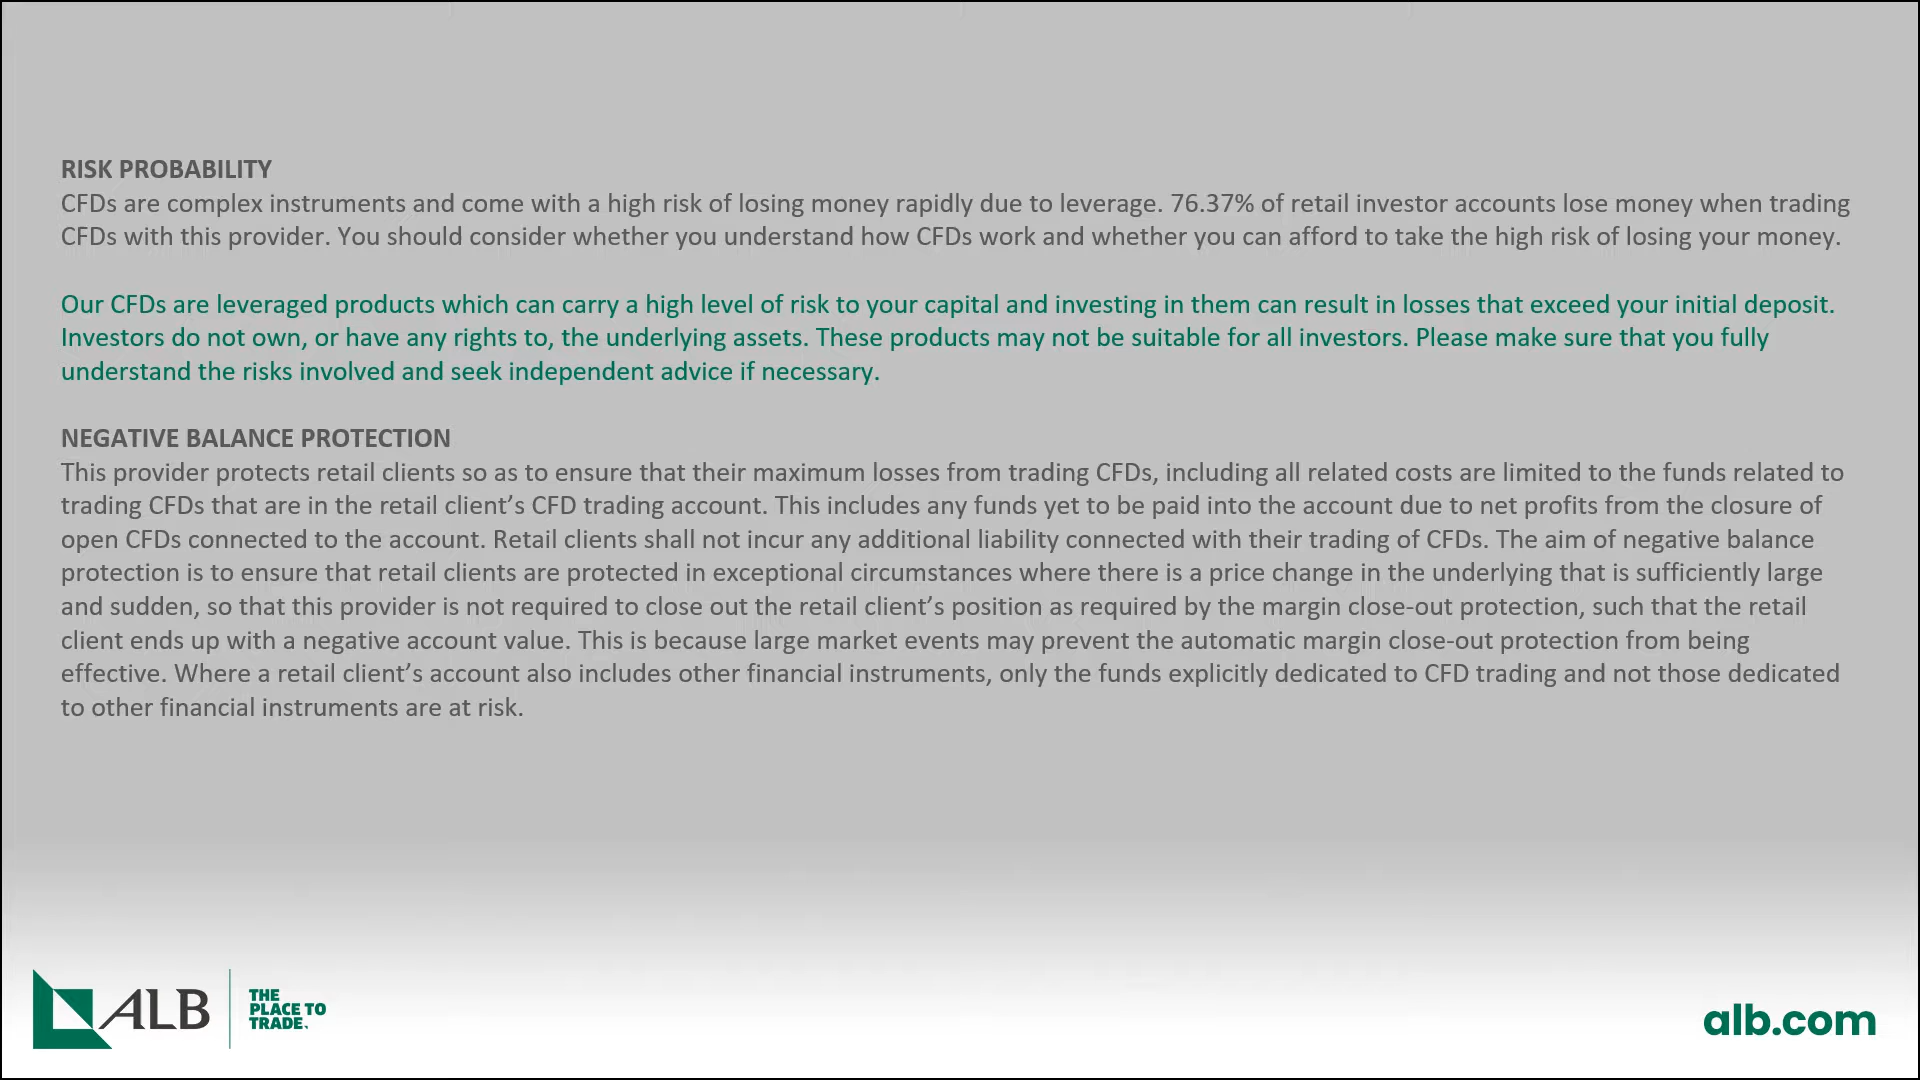 RISK PROBABILITY
CFDs are complex instruments and come with a high risk of losing money rapidly due to leverage. 76.37% of retail investor accounts lose money when trading
CFDs with this provider. You should consider whether you understand how CFDs work and whether you can afford to take the high risk of losing your money.
Our CFDs are leveraged products which can carry a high level of risk to your capital and investing in them can result in losses that exceed your initial deposit.
Investors do not own, or have any rights to, the underlying assets. These products may not be suitable for all investors. Please make sure that you fully
understand the risks involved and seek independent advice if necessary.
NEGATIVE BALANCE PROTECTION
This provider protects retail clients so as to ensure that their maximum losses from trading CFDs, including all related costs are limited to the funds related to
trading CFDs that are in the retail client’s CFD trading account. This includes any funds yet to be paid into the account due to net profits from the closure of
open CFDs connected to the account. Retail clients shall not incur any additional liability connected with their trading of CFDs. The aim of negative balance
protection is to ensure that retail clients are protected in exceptional circumstances where there is a price change in the underlying that is sufficiently large
and sudden, so that this provider is not required to close out the retail client’s position as required by the margin close-out protection, such that the retail
client ends up with a negative account value. This is because large market events may prevent the automatic margin close-out protection from being
effective. Where a retail client’s account also includes other financial instruments, only the funds explicitly dedicated to CFD trading and not those dedicated
to other financial instruments are at risk.
ALB
THE
PLACE TO
TRADE.
alb.com